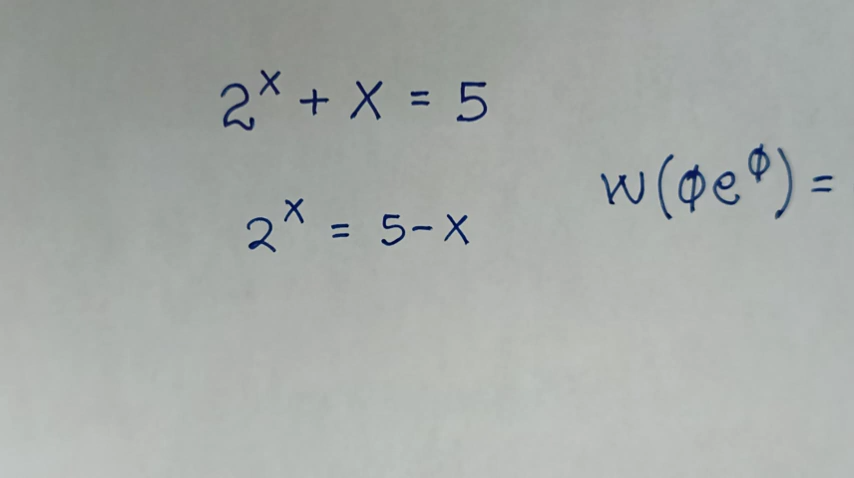 2^x + x = 5
2^x = 5 - x
W(ϕe^ϕ) =